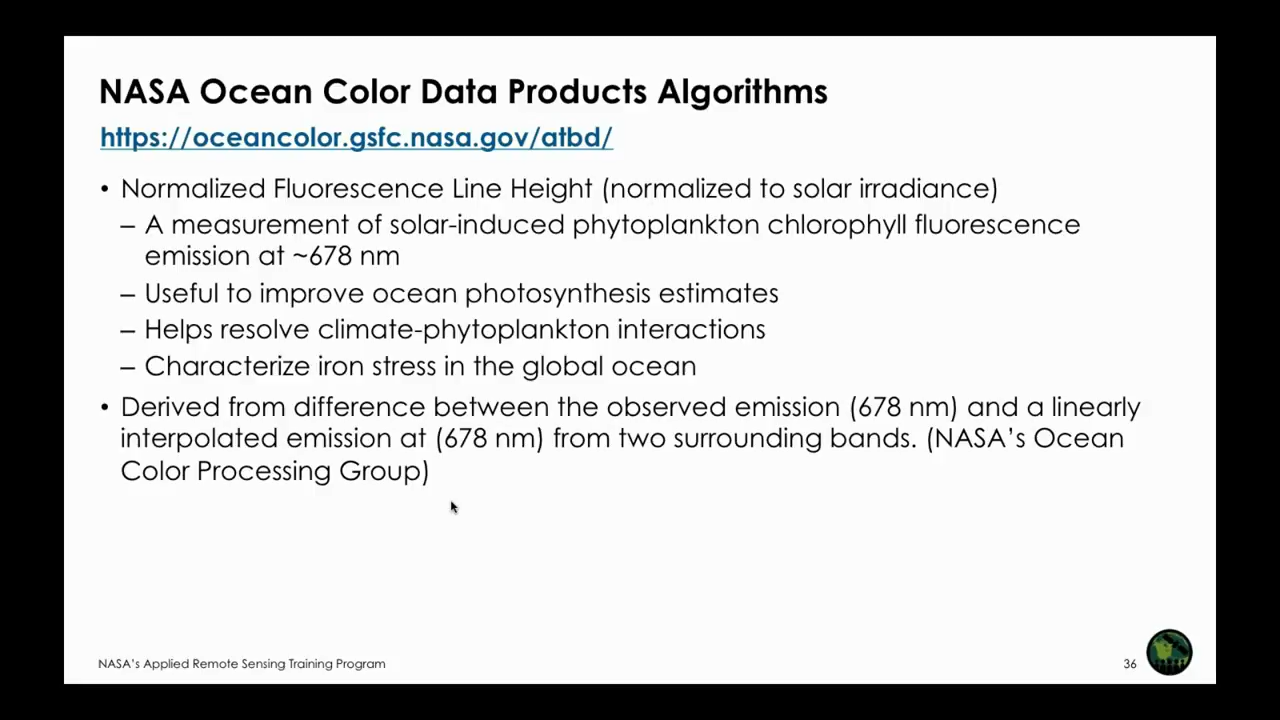 NASA Ocean Color Data Products Algorithms
https://oceancolor.gsfc.nasa.gov/atbd/
• Normalized Fluorescence Line Height (normalized to solar irradiance)
– A measurement of solar-induced phytoplankton chlorophyll fluorescence
emission at ~678 nm
– Useful to improve ocean photosynthesis estimates
– Helps resolve climate-phytoplankton interactions
– Characterize iron stress in the global ocean
• Derived from difference between the observed emission (678 nm) and a linearly
interpolated emission at (678 nm) from two surrounding bands. (NASA’s Ocean
Color Processing Group)
NASA’s Applied Remote Sensing Training Program
36